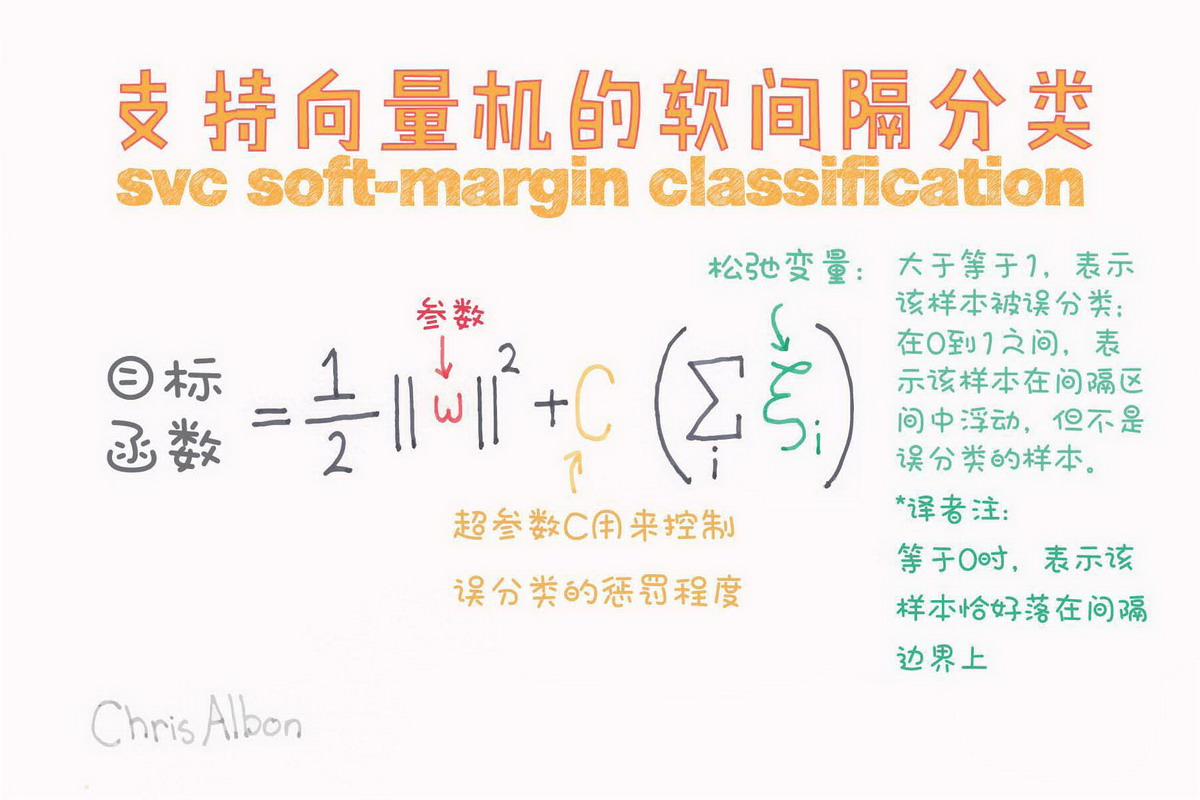 支持向量机的软间隔分类
svc soft-margin classification
松弛变量：
大于等于1，表示
该样本被误分类；
在0到1之间，表
示该样本在间隔区
间中浮动，但不是
误分类的样本。
*译者注：
等于0时，表示该
样本恰好落在间隔
边界上
参数
目标
函数
= 1/2 ||ω||² + C (∑i ξi)
超参数C用来控制
误分类的惩罚程度
Chris Albon